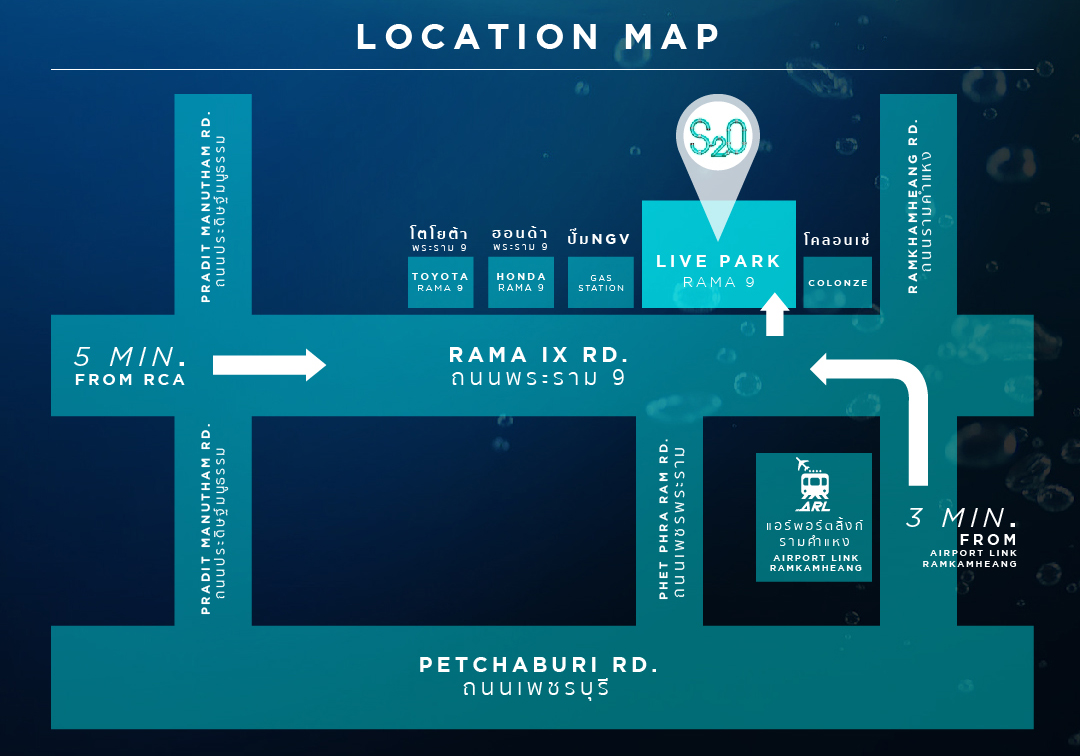 LOCATION MAP
PRADIT MANUTHAM RD.
ถนนประดิษฐ์มนูธรรม
S2O
RAMKHAMHEANG RD.
ถนนรามคำแหง
โตโยต้า
พระราม 9
TOYOTA
RAMA 9
ฮอนด้า
พระราม 9
HONDA
RAMA 9
ปั๊มNGV
GAS
STATION
LIVE PARK
RAMA 9
โคลอนเซ่
COLONZE
5 MIN.
FROM RCA
RAMA IX RD.
ถนนพระราม 9
PRADIT MANUTHAM RD.
ถนนประดิษฐ์มนูธรรม
PHET PHRA RAM RD.
ถนนเพชรพระราม
ARL
แอร์พอร์ตลิ้งก์
รามคำแหง
AIRPORT LINK
RAMKAMHEANG
3 MIN.
FROM
AIRPORT LINK
RAMKAMHEANG
PETCHABURI RD.
ถนนเพชรบุรี